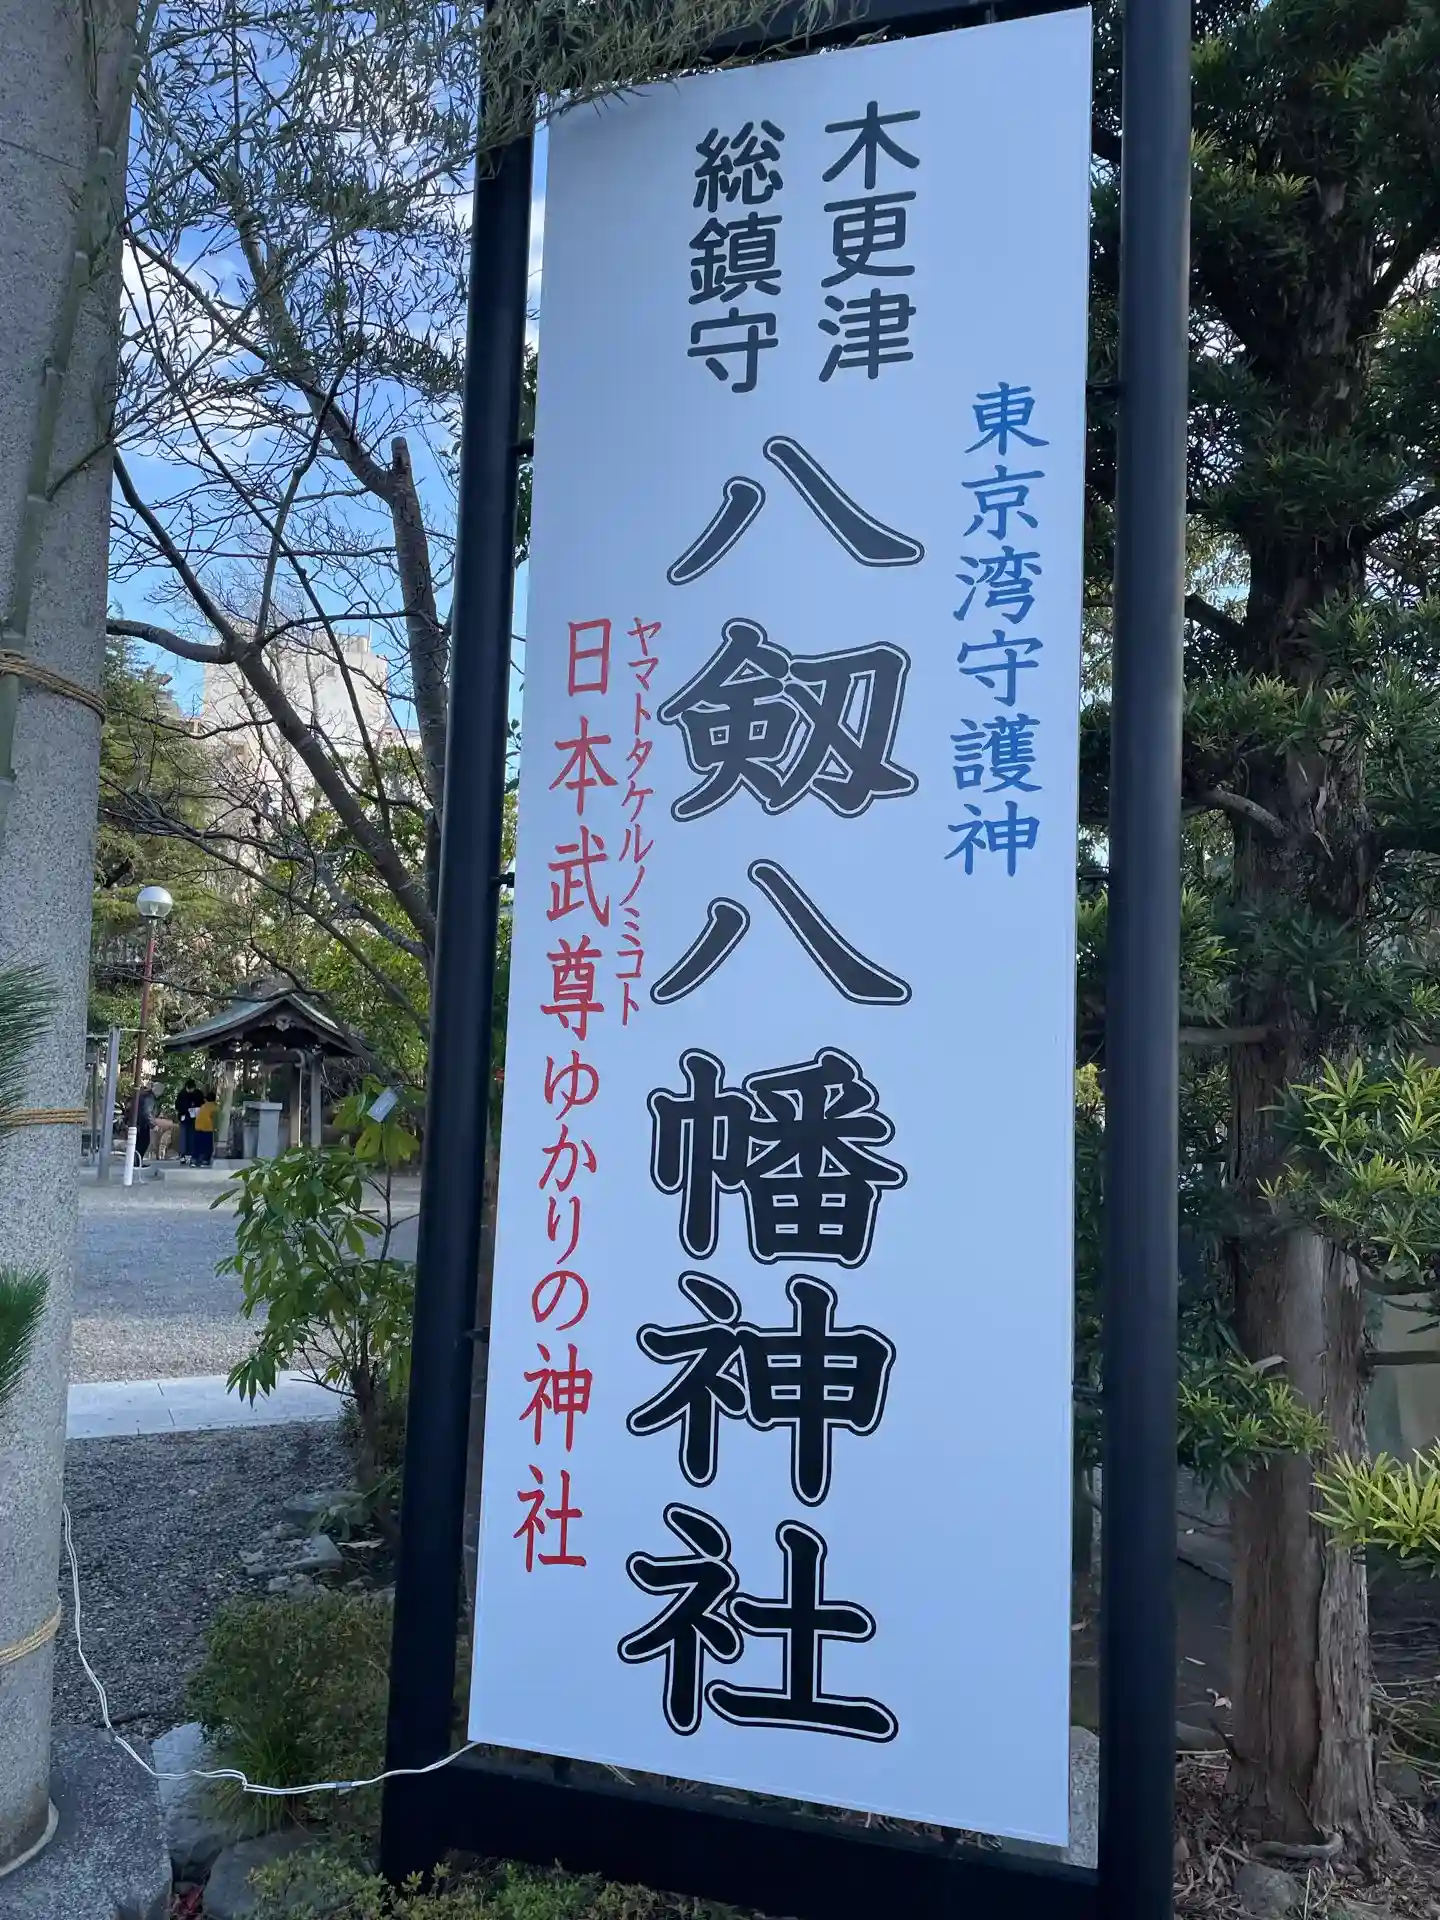 東京湾守護神
木更津
総鎮守
八剱八幡神社
ヤマトタケルノミコト
日本武尊ゆかりの神社